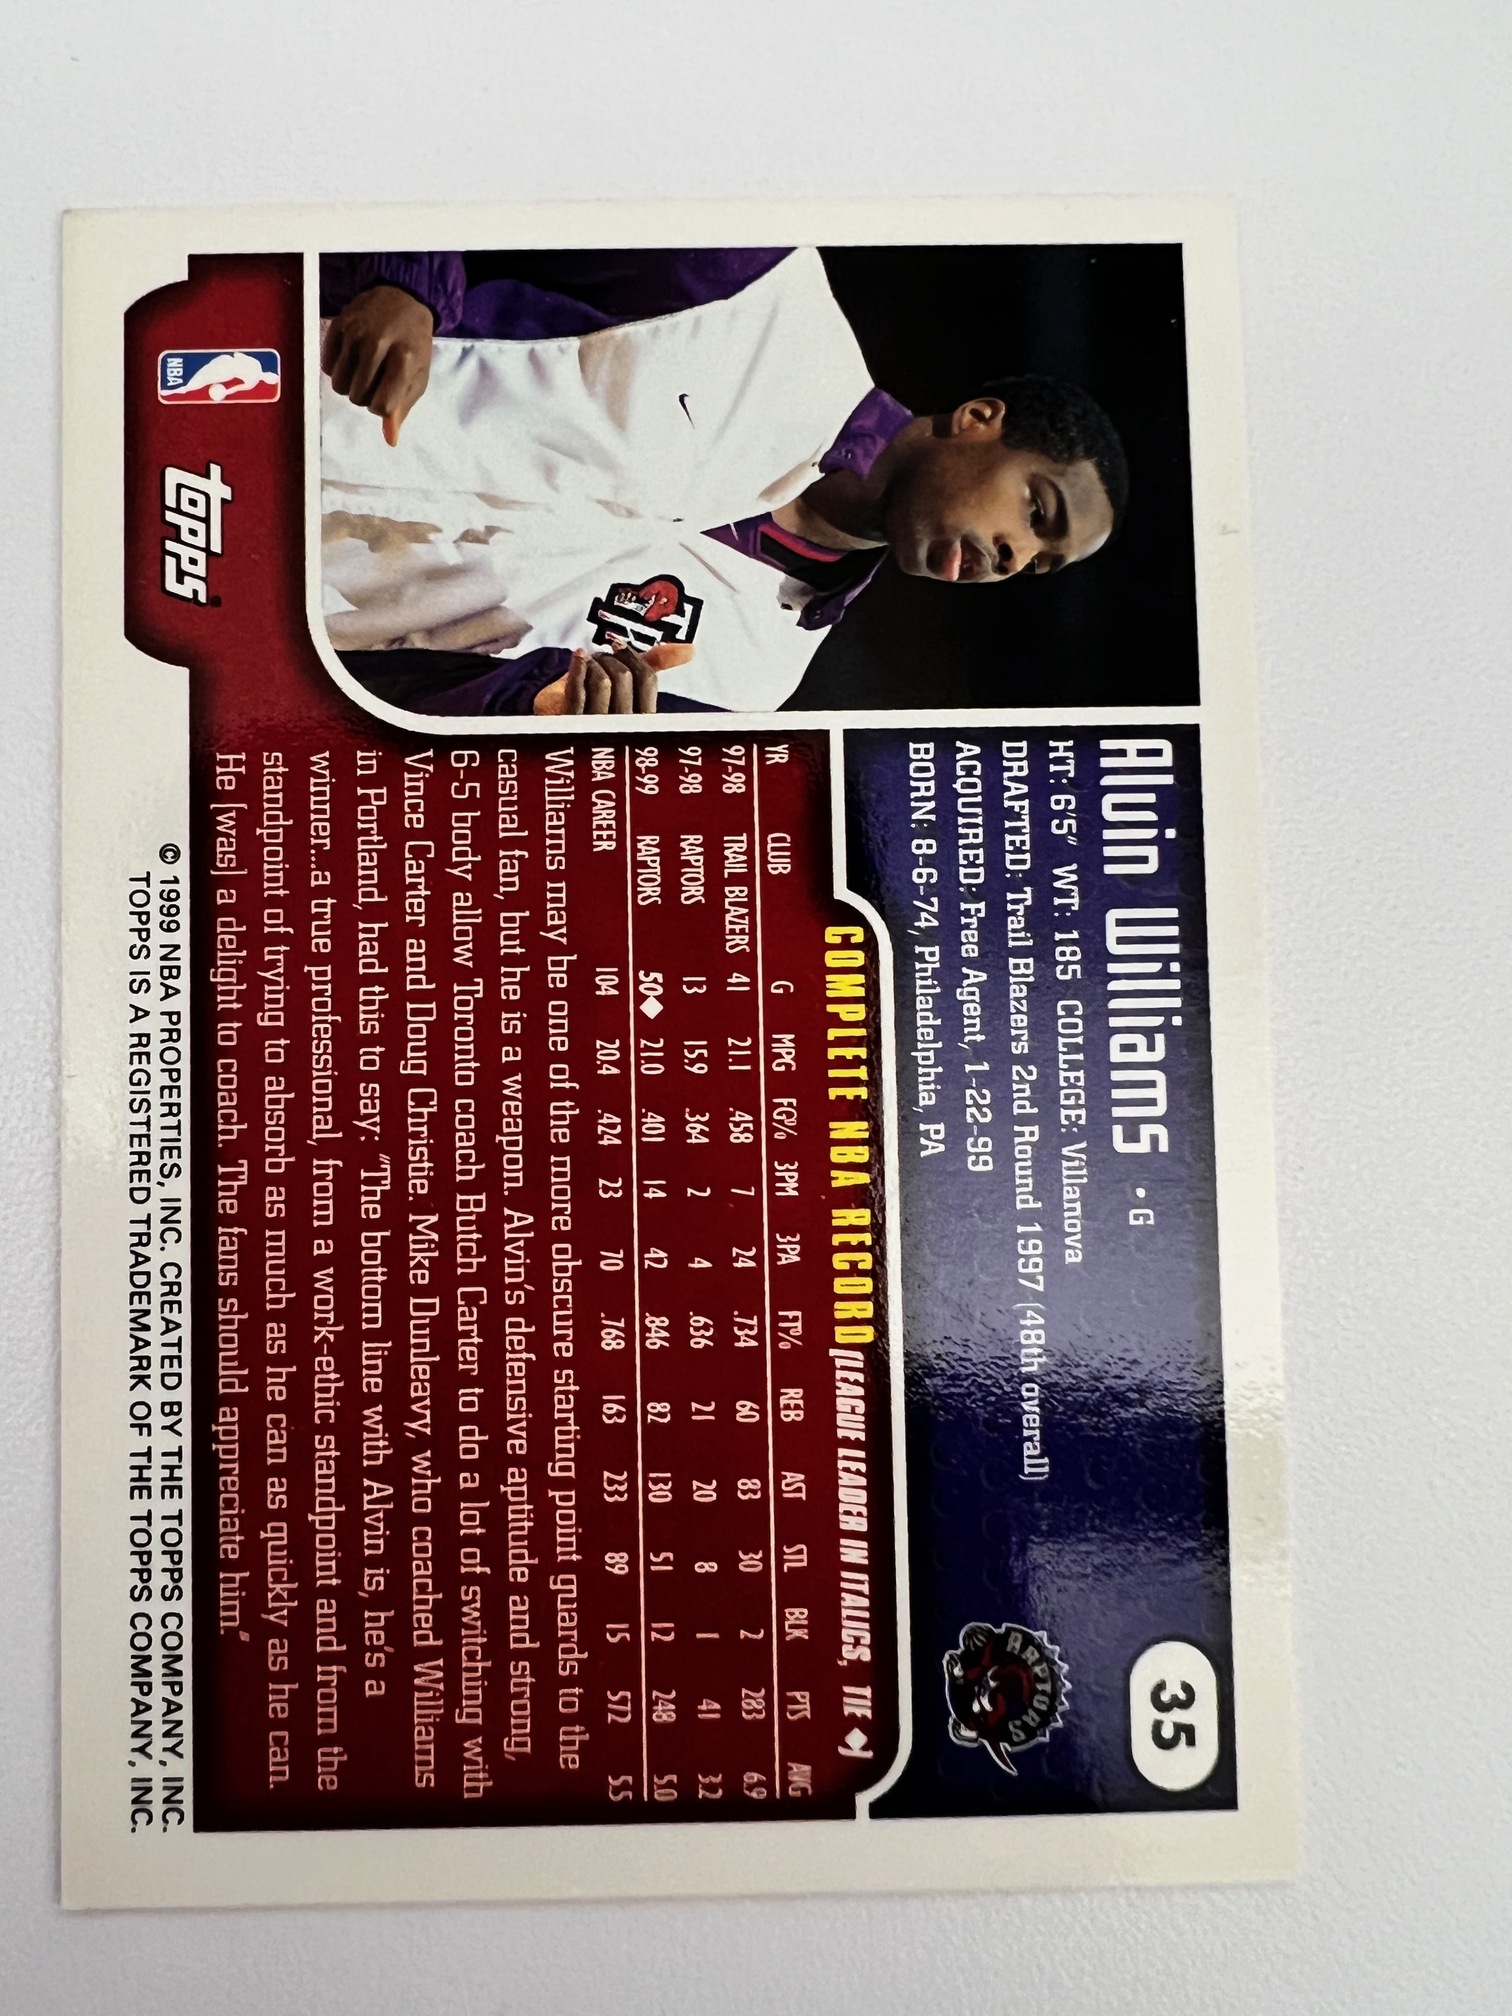 35
Alvin Williams • G
HT: 6'5" WT: 185 COLLEGE: Villanova
DRAFTED: Trail Blazers 2nd Round 1997 (48th overall)
ACQUIRED: Free Agent, 1-22-99
BORN: 8-6-74, Philadelphia, PA
RAPTORS
COMPLETE NBA RECORD (LEAGUE LEADER IN ITALICS, TIE ◆)
YR CLUB G MPG FG% 3PM 3PA FT% REB AST STL BLK PTS AVG
97-98 TRAIL BLAZERS 41 21.1 .458 7 24 .734 60 83 30 2 283 6.9
97-98 RAPTORS 13 15.9 .364 2 4 .636 21 20 8 1 41 3.2
98-99 RAPTORS 50◆ 21.0 .401 14 42 .846 82 130 51 12 248 5.0
NBA CAREER 104 20.4 .424 23 70 .768 163 233 89 15 572 5.5
Williams may be one of the more obscure starting point guards to the
casual fan, but he is a weapon. Alvin's defensive aptitude and strong,
6-5 body allow Toronto coach Butch Carter to do a lot of switching with
Vince Carter and Doug Christie. Mike Dunleavy, who coached Williams
in Portland, had this to say: "The bottom line with Alvin is, he's a
winner...a true professional, from a work-ethic standpoint and from the
standpoint of trying to absorb as much as he can as quickly as he can.
He [was] a delight to coach. The fans should appreciate him."
NBA
topps®
© 1999 NBA PROPERTIES, INC. CREATED BY THE TOPPS COMPANY, INC.
TOPPS IS A REGISTERED TRADEMARK OF THE TOPPS COMPANY, INC.